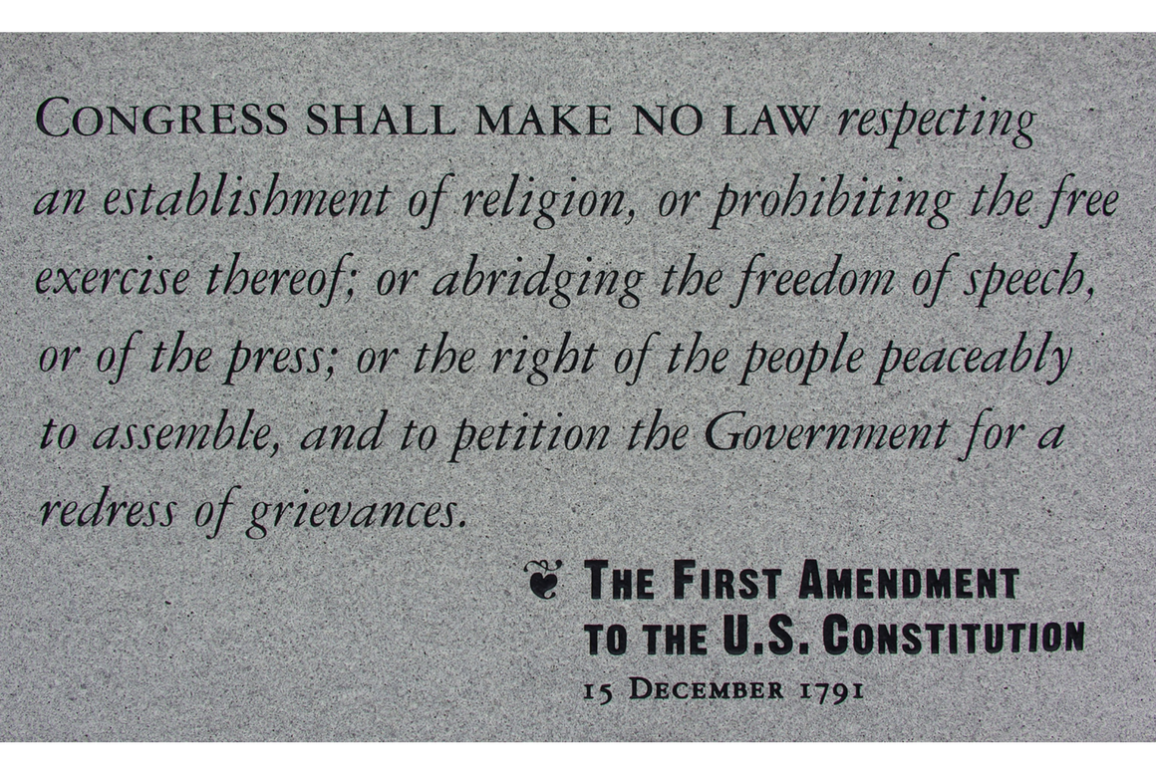 CONGRESS SHALL MAKE NO LAW respecting
an establishment of religion, or prohibiting the free
exercise thereof; or abridging the freedom of speech,
or of the press; or the right of the people peaceably
to assemble, and to petition the Government for a
redress of grievances.
❦ THE FIRST AMENDMENT
TO THE U.S. CONSTITUTION
15 DECEMBER 1791